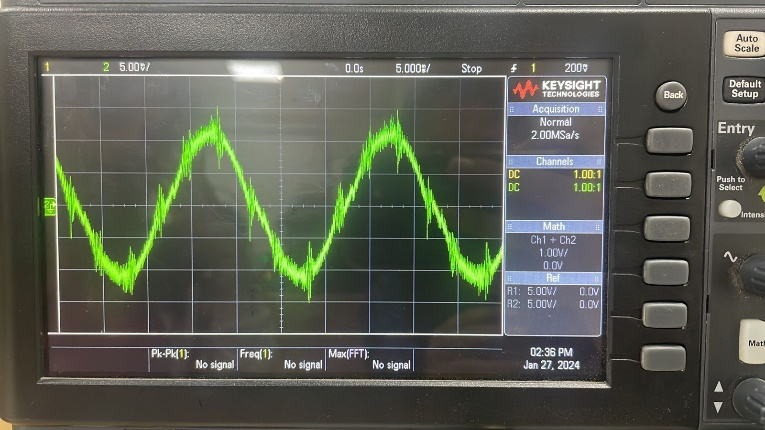 1 2 5.00V/ 0.0s 5.000ms/ Stop 1 200V
KEYSIGHT
TECHNOLOGIES
Acquisition
Normal
2.00MSa/s
Channels
DC 1.00:1
DC 1.00:1
Math
Ch1 + Ch2
1.00V/
0.0V
Ref
R1: 5.00V/ 0.0V
R2: 5.00V/ 0.0V
Pk-Pk(1): Freq(1): Max(FFT):
No signal No signal No signal
02:36 PM
Jan 27, 2024
Back
Auto
Scale
Default
Setup
Entry
Push to
Select